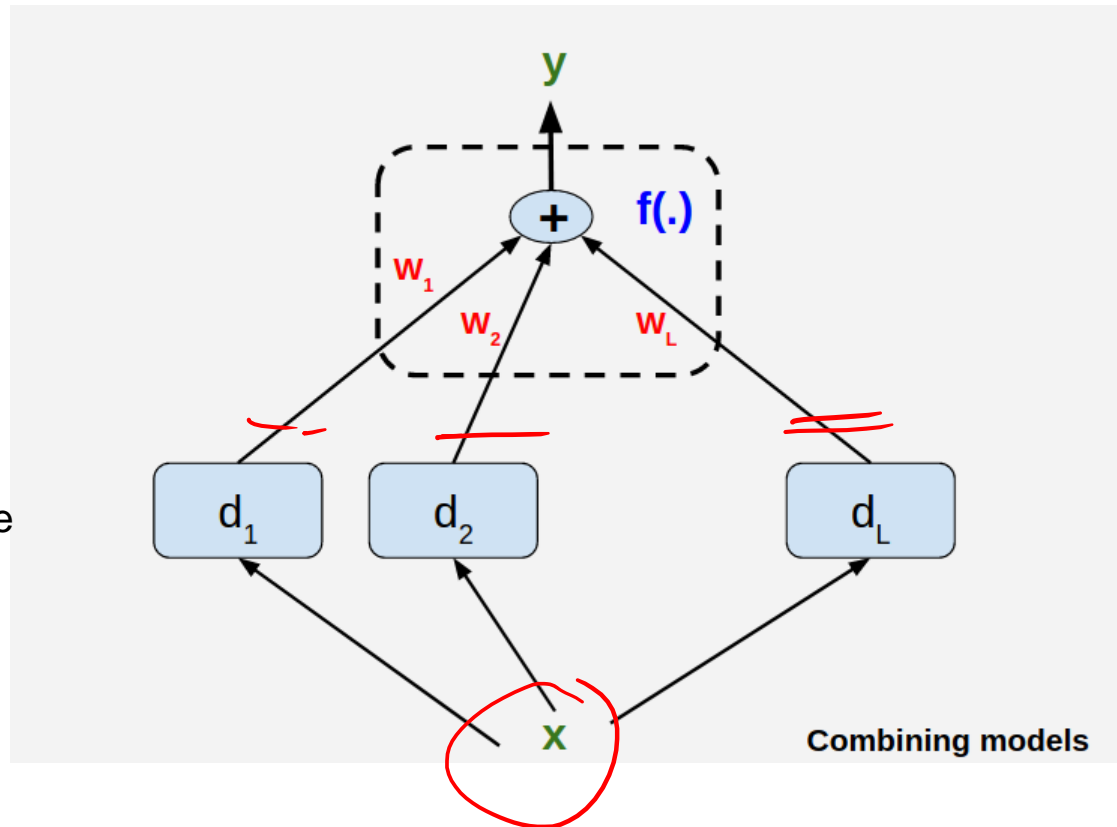 y
+ f(.)
W1
W2 WL
e d1 d2 dL
x
Combining models